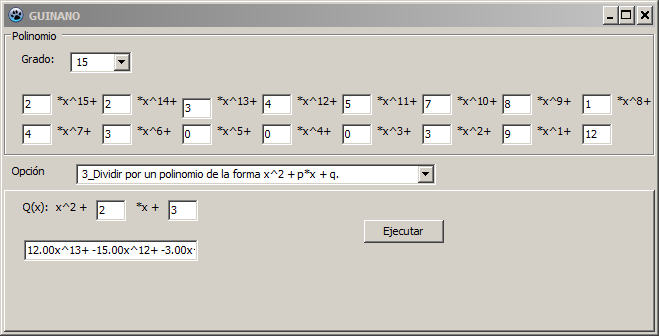 GUINANO
Polinomio
Grado: 15
2 *x^15+ 2 *x^14+ 3 *x^13+ 4 *x^12+ 5 *x^11+ 7 *x^10+ 8 *x^9+ 1 *x^8+
4 *x^7+ 3 *x^6+ 0 *x^5+ 0 *x^4+ 0 *x^3+ 3 *x^2+ 9 *x^1+ 12
Opción 3_Dividir por un polinomio de la forma x^2 + p*x + q.
Q(x): x^2 + 2 *x + 3
Ejecutar
12.00x^13+ -15.00x^12+ -3.00x